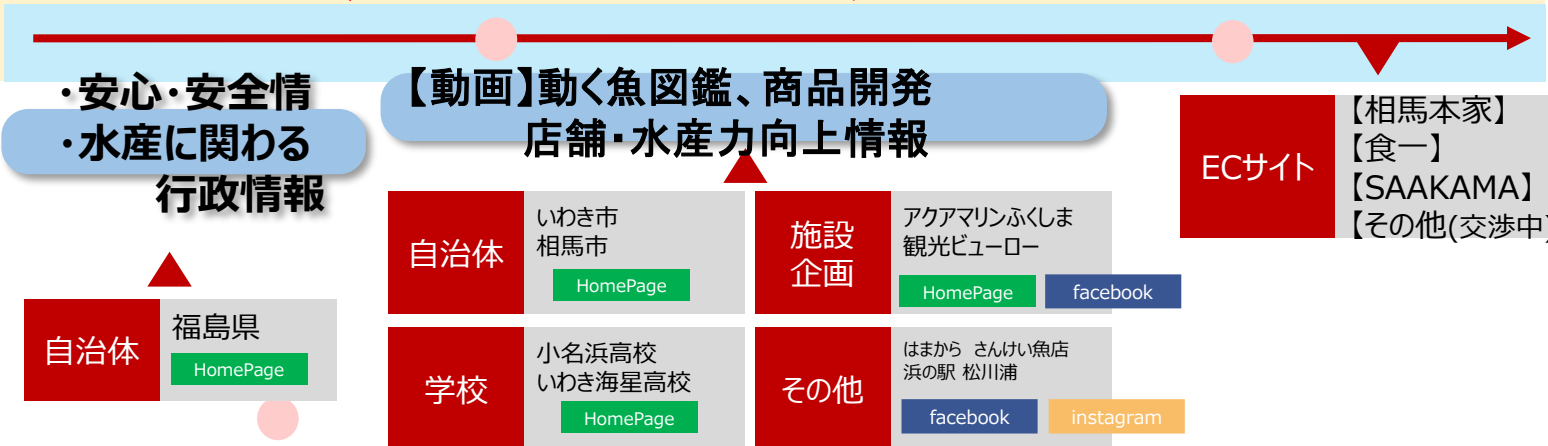 ・安心・安全情
・水産に関わる
行政情報
自治体
福島県
HomePage
【動画】動く魚図鑑、商品開発
店舗・水産力向上情報
自治体
いわき市
相馬市
HomePage
施設
企画
アクアマリンふくしま
観光ビューロー
HomePage
facebook
学校
小名浜高校
いわき海星高校
HomePage
その他
はまから さんけい魚店
浜の駅 松川浦
facebook
instagram
ECサイト
【相馬本家】
【食一】
【SAAKAMA】
【その他(交渉中)